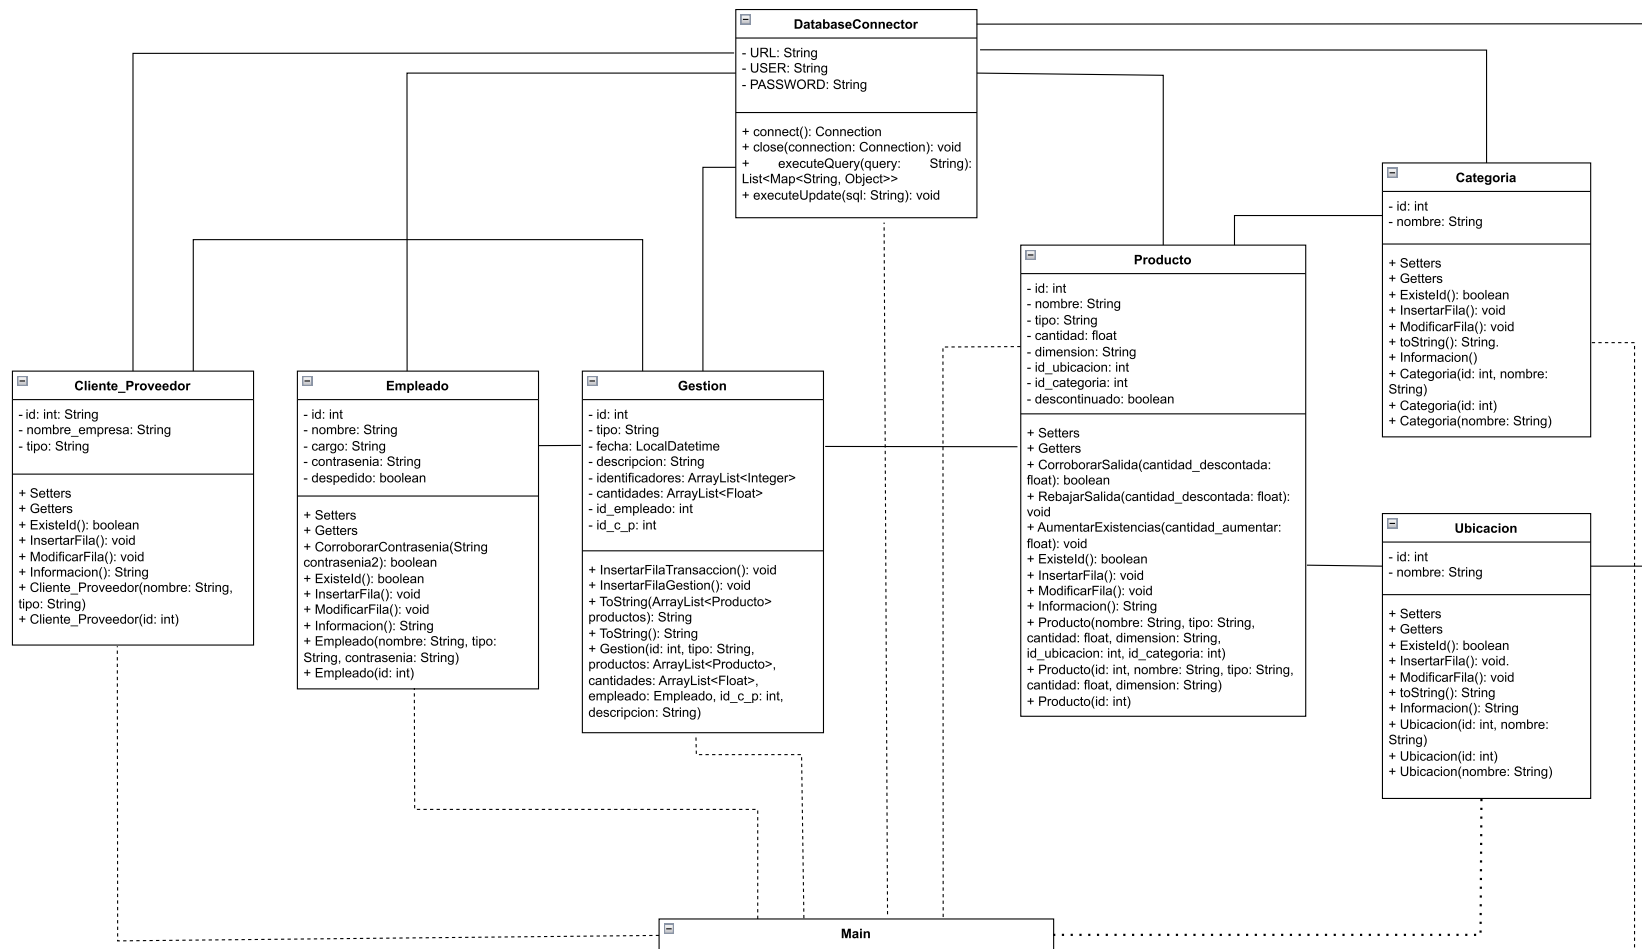 DatabaseConnector
- URL: String
- USER: String
- PASSWORD: String
+ connect(): Connection
+ close(connection: Connection): void
+ executeQuery(query: String):
List<Map<String, Object>>
+ executeUpdate(sql: String): void
Categoria
- id: int
- nombre: String
+ Setters
+ Getters
+ ExisteId(): boolean
+ InsertarFila(): void
+ ModificarFila(): void
+ toString(): String.
+ Informacion()
+ Categoria(id: int, nombre:
String)
+ Categoria(id: int)
+ Categoria(nombre: String)
Producto
- id: int
- nombre: String
- tipo: String
- cantidad: float
- dimension: String
- id_ubicacion: int
- id_categoria: int
- descontinuado: boolean
+ Setters
+ Getters
+ CorroborarSalida(cantidad_descontada:
float): boolean
+ RebajarSalida(cantidad_descontada: float):
void
+ AumentarExistencias(cantidad_aumentar:
float): void
+ ExisteId(): boolean
+ InsertarFila(): void
+ ModificarFila(): void
+ Informacion(): String
+ Producto(nombre: String, tipo: String,
cantidad: float, dimension: String,
id_ubicacion: int, id_categoria: int)
+ Producto(id: int, nombre: String, tipo: String,
cantidad: float, dimension: String)
+ Producto(id: int)
Cliente_Proveedor
- id: int: String
- nombre_empresa: String
- tipo: String
+ Setters
+ Getters
+ ExisteId(): boolean
+ InsertarFila(): void
+ ModificarFila(): void
+ Informacion(): String
+ Cliente_Proveedor(nombre: String,
tipo: String)
+ Cliente_Proveedor(id: int)
Empleado
- id: int
- nombre: String
- cargo: String
- contrasenia: String
- despedido: boolean
+ Setters
+ Getters
+ CorroborarContrasenia(String
contrasenia2): boolean
+ ExisteId(): boolean
+ InsertarFila(): void
+ ModificarFila(): void
+ Informacion(): String
+ Empleado(nombre: String, tipo:
String, contrasenia: String)
+ Empleado(id: int)
Gestion
- id: int
- tipo: String
- fecha: LocalDatetime
- descripcion: String
- identificadores: ArrayList<Integer>
- cantidades: ArrayList<Float>
- id_empleado: int
- id_c_p: int
+ InsertarFilaTransaccion(): void
+ InsertarFilaGestion(): void
+ ToString(ArrayList<Producto>
productos): String
+ ToString(): String
+ Gestion(id: int, tipo: String,
productos: ArrayList<Producto>,
cantidades: ArrayList<Float>,
empleado: Empleado, id_c_p: int,
descripcion: String)
Ubicacion
- id: int
- nombre: String
+ Setters
+ Getters
+ ExisteId(): boolean
+ InsertarFila(): void.
+ ModificarFila(): void
+ toString(): String
+ Informacion(): String
+ Ubicacion(id: int, nombre:
String)
+ Ubicacion(id: int)
+ Ubicacion(nombre: String)
Main